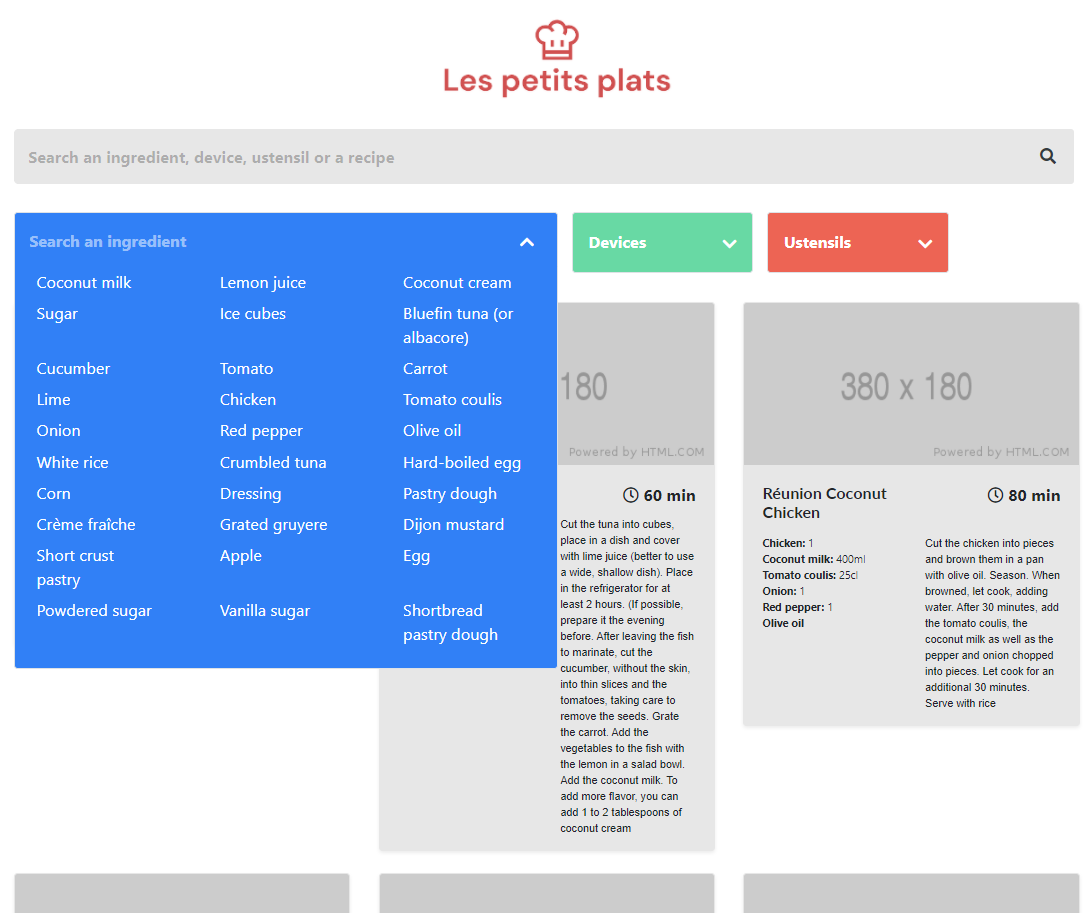 Les petits plats
Search an ingredient, device, ustensil or a recipe
Search an ingredient
Devices
Ustensils
Coconut milk
Lemon juice
Coconut cream
Sugar
Ice cubes
Bluefin tuna (or
albacore)
Cucumber
Tomato
Carrot
Lime
Chicken
Tomato coulis
Onion
Red pepper
Olive oil
White rice
Crumbled tuna
Hard-boiled egg
Corn
Dressing
Pastry dough
Crème fraîche
Grated gruyere
Dijon mustard
Short crust
pastry
Apple
Egg
Powdered sugar
Vanilla sugar
Shortbread
pastry dough
180
Powered by HTML.COM
60 min
Cut the tuna into cubes,
place in a dish and cover
with lime juice (better to use
a wide, shallow dish). Place
in the refrigerator for at
least 2 hours. (If possible,
prepare it the evening
before. After leaving the fish
to marinate, cut the
cucumber, without the skin,
into thin slices and the
tomatoes, taking care to
remove the seeds. Grate
the carrot. Add the
vegetables to the fish with
the lemon in a salad bowl.
Add the coconut milk. To
add more flavor, you can
add 1 to 2 tablespoons of
coconut cream
380 x 180
Powered by HTML.COM
Réunion Coconut
Chicken
80 min
Chicken: 1
Coconut milk: 400ml
Tomato coulis: 25cl
Onion: 1
Red pepper: 1
Olive oil
Cut the chicken into pieces
and brown them in a pan
with olive oil. Season. When
browned, let cook, adding
water. After 30 minutes, add
the tomato coulis, the
coconut milk as well as the
pepper and onion chopped
into pieces. Let cook for an
additional 30 minutes.
Serve with rice